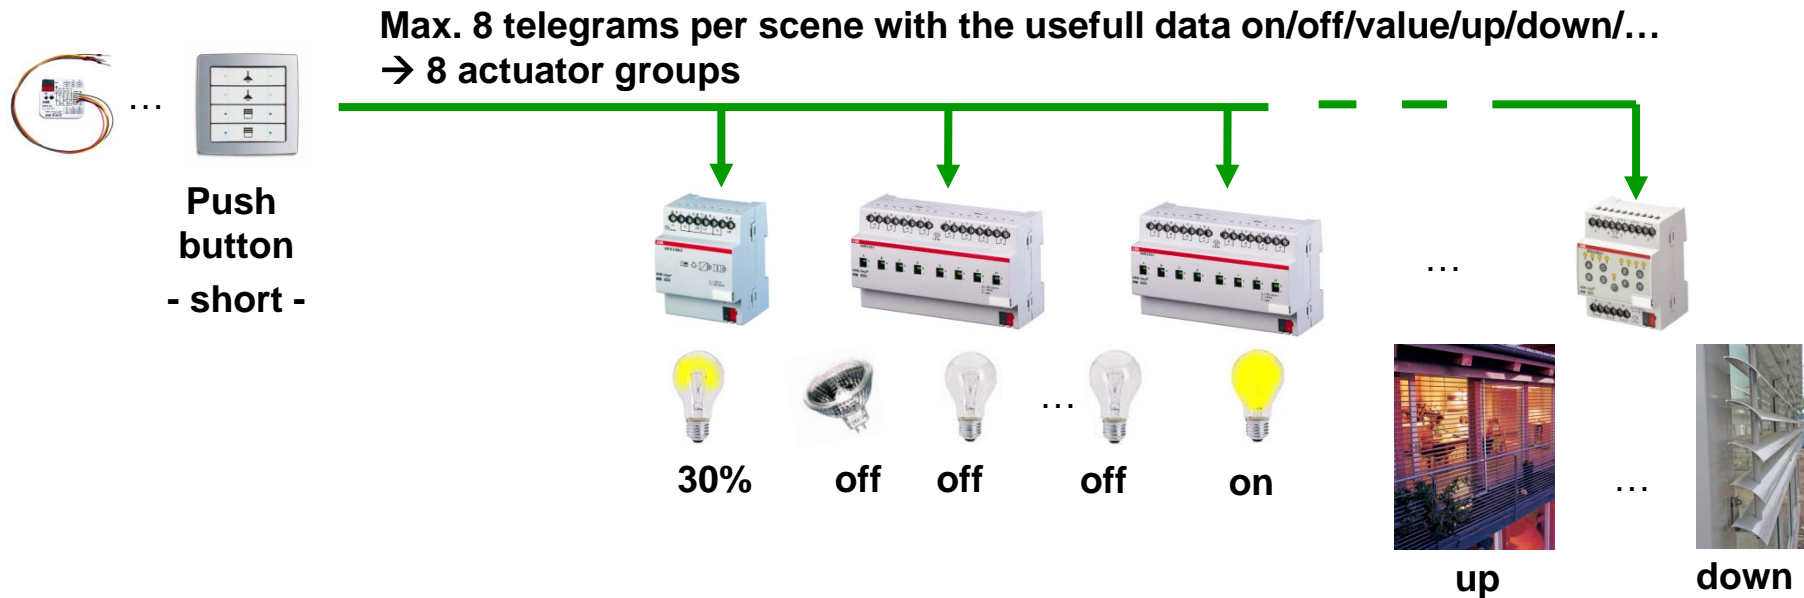 Max. 8 telegrams per scene with the usefull data on/off/value/up/down/…
→ 8 actuator groups
…
Push
button
- short -
…
…
30%
off
off
off
on
…
up
down